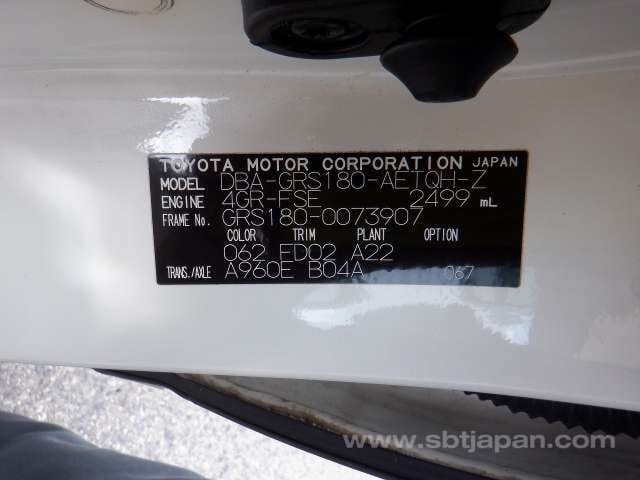 TOYOTA MOTOR CORPORATION JAPAN
MODEL DBA-GRS180-AETQH-Z
ENGINE 4GR-FSE 2499 mL
FRAME No. GRS180-0073907
COLOR TRIM PLANT OPTION
062 FD02 A22
TRANS./AXLE A960E B04A 067
www.sbtjapan.com